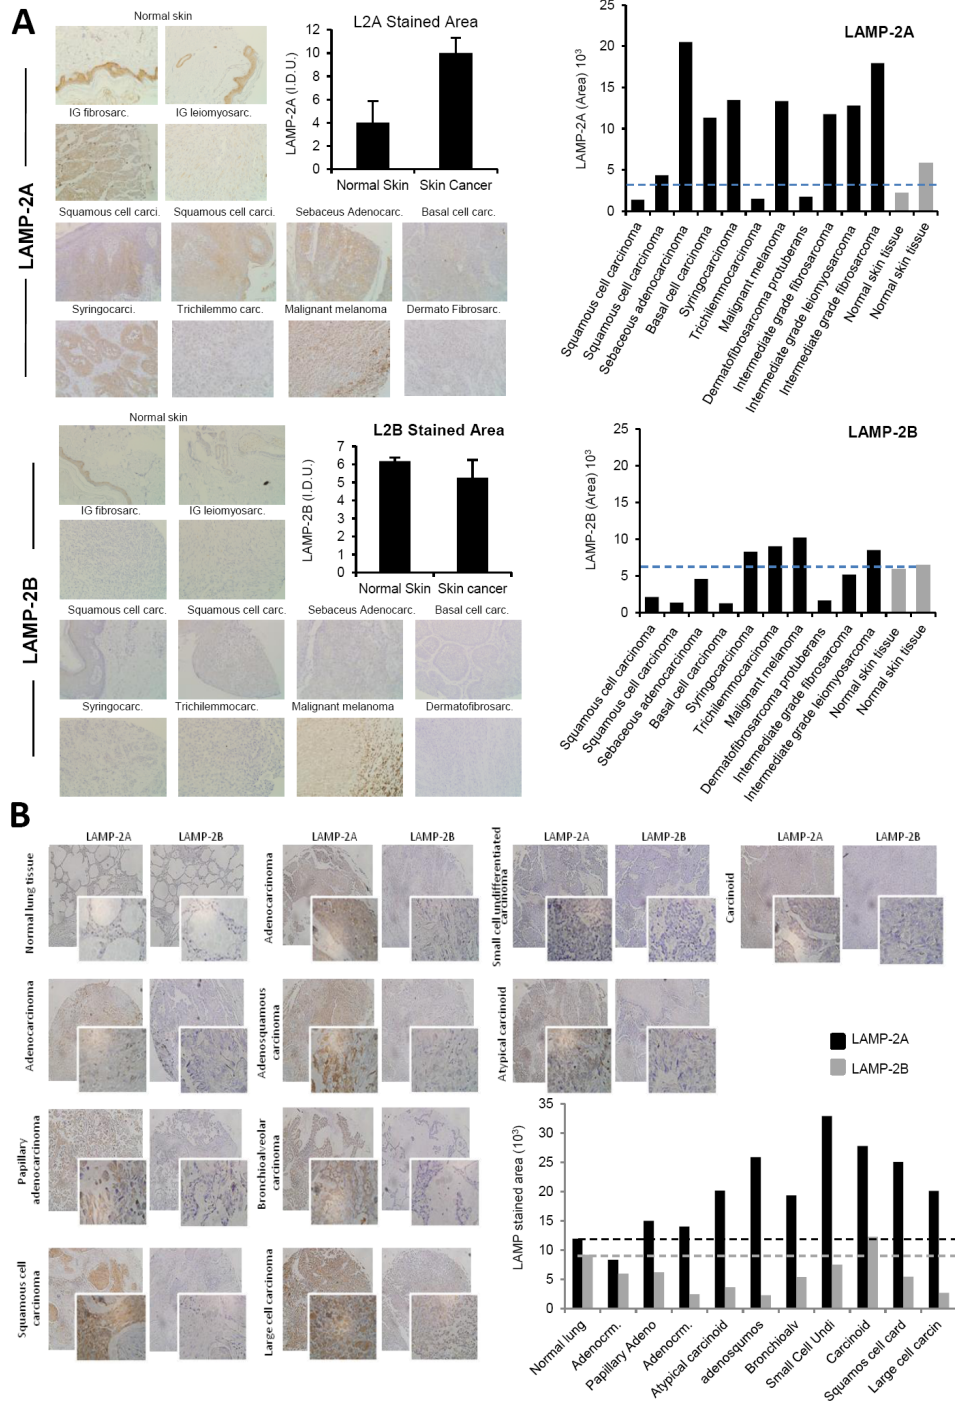 A
LAMP-2A
Normal skin
IG fibrosarc.
IG leiomyosarc.
Squamous cell carci.
Squamous cell carci.
Sebaceus Adenocarc.
Basal cell carc.
Syringocarci.
Trichilemmo carc.
Malignant melanoma
Dermato Fibrosarc.
L2A Stained Area
LAMP-2A (I.D.U.)
12
10
8
6
4
2
0
Normal Skin
Skin Cancer
LAMP-2A
LAMP-2A (Area) 10³
25
20
15
10
5
0
Squamous cell carcinoma
Squamous cell carcinoma
Sebaceous adenocarcinoma
Basal cell carcinoma
Syringocarcinoma
Trichilemmocarcinoma
Malignant melanoma
Dermatofibrosarcoma protuberans
Intermediate grade fibrosarcoma
Intermediate grade leiomyosarcoma
Intermediate grade fibrosarcoma
Normal skin tissue
Normal skin tissue
LAMP-2B
Normal skin
IG fibrosarc.
IG leiomyosarc.
Squamous cell carc.
Squamous cell carc.
Sebaceus Adenocarc.
Basal cell carc.
Syringocarc.
Trichilemmocarc.
Malignant melanoma
Dermatofibrosarc.
L2B Stained Area
LAMP-2B (I.D.U.)
7
6
5
4
3
2
1
0
Normal Skin
Skin cancer
LAMP-2B
LAMP-2B (Area) 10³
25
20
15
10
5
0
Squamous cell carcinoma
Squamous cell carcinoma
Sebaceous adenocarcinoma
Basal cell carcinoma
Syringocarcinoma
Trichilemmocarcinoma
Malignant melanoma
Dermatofibrosarcoma protuberans
Intermediate grade fibrosarcoma
Intermediate grade leiomyosarcoma
Normal skin tissue
Normal skin tissue
B
LAMP-2A
LAMP-2B
LAMP-2A
LAMP-2B
LAMP-2A
LAMP-2B
LAMP-2A
LAMP-2B
Normal lung tissue
Adenocarcinoma
Small cell undifferentiated
carcinoma
Carcinoid
Adenocarcinoma
Adenosquamous
carcinoma
Atypical carcinoid
Papillary
adenocarcinoma
Bronchioalveolar
carcinoma
Squamous cell
carcinoma
Large cell carcinoma
LAMP-2A
LAMP-2B
LAMP stained area (10³)
35
30
25
20
15
10
5
0
Normal lung
Adenocrm.
Papillary Adeno
Adenocrm.
Atypical carcinoid
adenosqumos
Bronchioalv
Small Cell Undi
Carcinoid
Squamos cell card
Large cell carcin